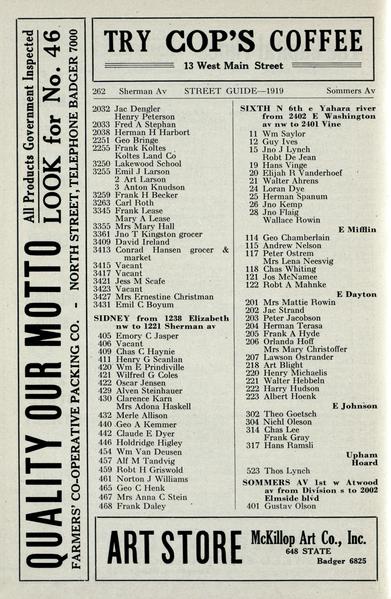 TRY COP'S COFFEE
13 West Main Street
262 Sherman Av STREET GUIDE—1919 Sommers Av
2032 Jac Dengler
Henry Peterson
2033 Fred A Stephan
2038 Herman H Harbort
2251 Geo Bringe
2255 Frank Koltes
Koltes Land Co
3250 Lakewood School
3255 Emil J Larson
2 Art Larson
3 Anton Knudson
3259 Frank H Becker
3263 Carl Roth
3345 Frank Lease
Mary A Lease
3355 Mrs Mary Hall
3361 Jno T Kingston grocer
3409 David Ireland
3413 Conrad Hansen grocer & market
3415 Vacant
3417 Vacant
3421 Jess M Scafe
3423 Vacant
3427 Mrs Ernestine Christman
3431 Emil C Boyum
SIDNEY from 1238 Elizabeth
nw to 1221 Sherman av
405 Emory C Jasper
406 Vacant
409 Chas C Haynie
411 Henry G Scanlan
420 Wm E Prindiville
421 Wilfred G Coles
422 Oscar Jensen
429 Alven Steinhauer
430 Clarence Karn
Mrs Adona Haskell
432 Merle Allison
440 Geo A Kemmer
442 Claude E Dyer
446 Holdridge Higley
454 Wm Van Deusen
457 Alf M Tandvig
459 Robt H Griswold
461 Norton J Williams
465 Geo C Henk
467 Mrs Anna C Stein
468 Frank Daley
SIXTH N 6th e Yahara river
from 2402 E Washington
av nw to 2401 Vine
11 Wm Saylor
12 Guy Ives
15 Jno J Lynch
Robt De Jean
19 Hans Vinge
20 Elijah R Vanderhoef
21 Walter Ahrens
24 Loran Dye
25 Herman Spanum
26 Jno Kemp
28 Jno Flaig
Wallace Rowin
E Mifflin
114 Geo Chamberlain
115 Andrew Nelson
117 Peter Ostrem
Mrs Lena Nesvig
118 Chas Whiting
121 Jos McNamee
122 Robt A Mahnke
E Dayton
201 Mrs Mattie Rowin
202 Jac Strand
203 Peter Jacobson
204 Herman Terasa
205 Frank A Hyde
206 Orlanda Hoff
Mrs Mary Christoffer
207 Lawson Ostrander
218 Art Blight
220 Henry Michaelis
221 Walter Hebbeln
222 Harry Hudson
223 Albert Hoenk
E Johnson
302 Theo Goetsch
304 Nichl Oleson
314 Chas Lee
Frank Gray
317 Hans Ramsli
Upham
Hoard
523 Thos Lynch
SOMMERS AV 1st w Atwood
av from Division s to 2002
Elmside blvd
401 Gustav Olson
All Products Government Inspected
QUALITY OUR MOTTO LOOK for No. 46
FARMERS' CO-OPERATIVE PACKING CO. - NORTH STREET, TELEPHONE BADGER 7000
ART STORE
McKillop Art Co., Inc.
648 STATE
Badger 6825